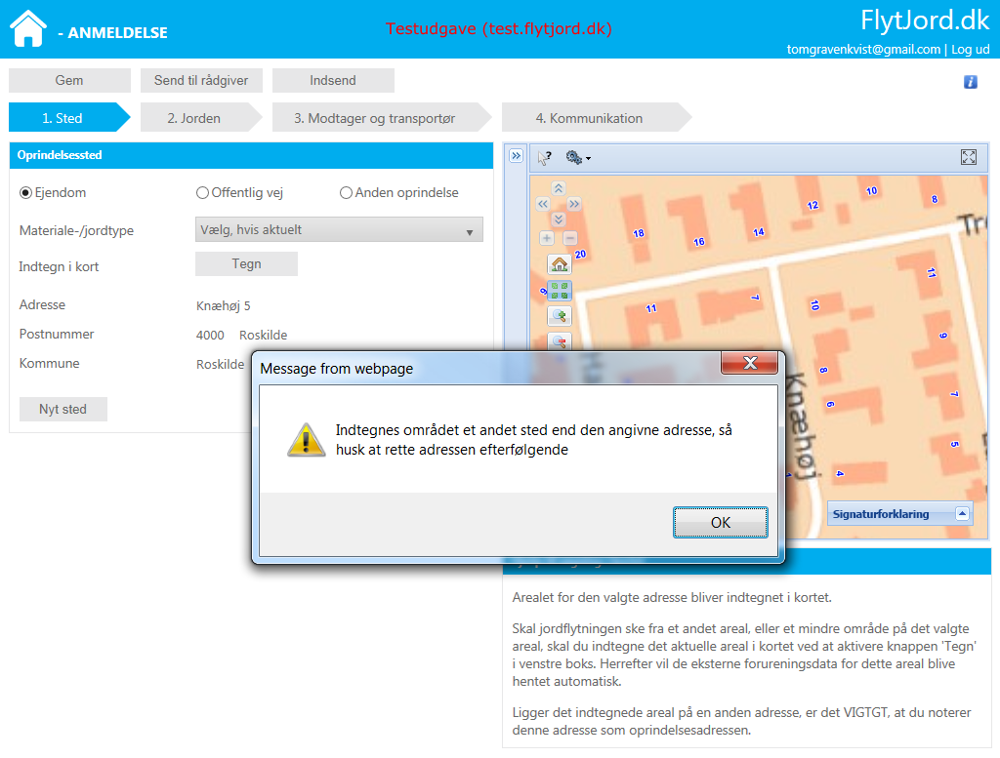 - ANMELDELSE
Testudgave (test.flytjord.dk)
FlytJord.dk
tomgravenkvist@gmail.com | Log ud
Gem
Send til rådgiver
Indsend
1. Sted
2. Jorden
3. Modtager og transportør
4. Kommunikation
Oprindelsessted
Ejendom
Offentlig vej
Anden oprindelse
Materiale-/jordtype
Vælg, hvis aktuelt
Indtegn i kort
Tegn
Adresse
Knæhøj 5
Postnummer
4000 Roskilde
Kommune
Roskilde
Nyt sted
20
18
16
14
12
10
8
Tr
11
7
10
11
9
8
6
7
5
4
Knæhøj
Signaturforklaring
Message from webpage
Indtegnes området et andet sted end den angivne adresse, så
husk at rette adressen efterfølgende
OK
Arealet for den valgte adresse bliver indtegnet i kortet.
Skal jordflytningen ske fra et andet areal, eller et mindre område på det valgte
areal, skal du indtegne det aktuelle areal i kortet ved at aktivere knappen 'Tegn'
i venstre boks. Herrefter vil de eksterne forureningsdata for dette areal blive
hentet automatisk.
Ligger det indtegnede areal på en anden adresse, er det VIGTGT, at du noterer
denne adresse som oprindelsesadressen.